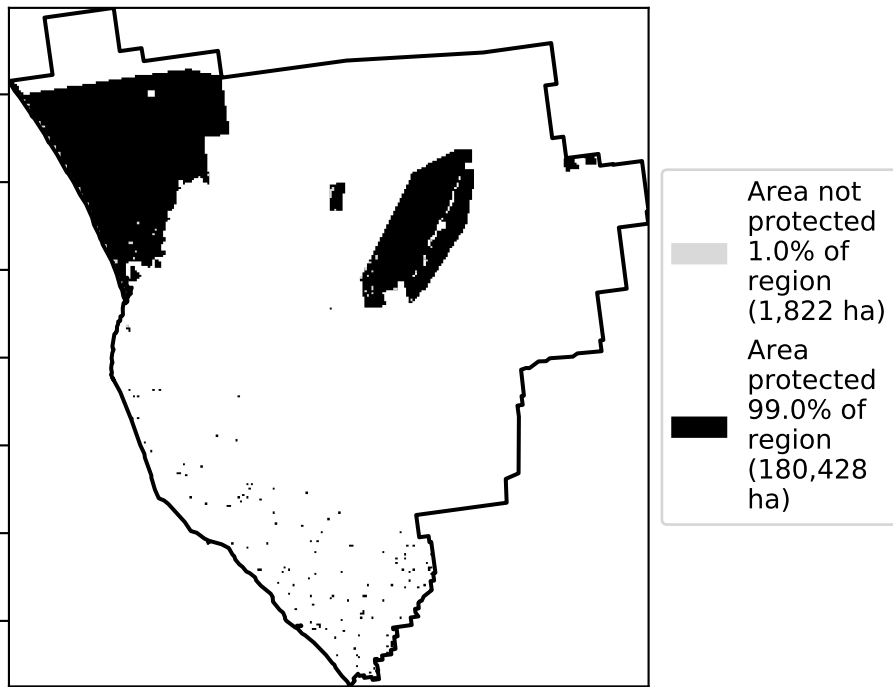 Area not
protected
1.0% of
region
(1,822 ha)
Area
protected
99.0% of
region
(180,428
ha)